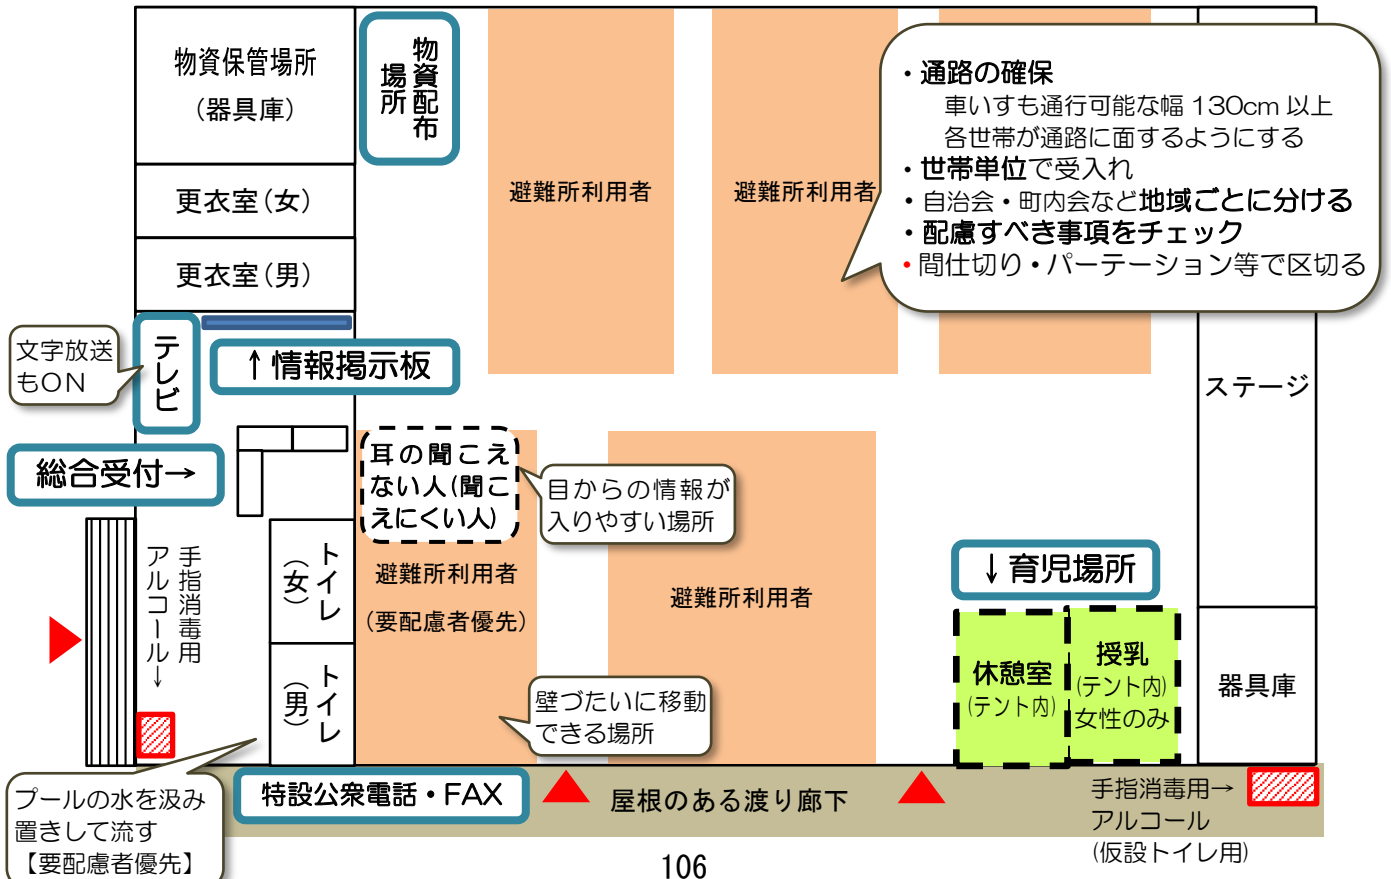 物資保管場所
(器具庫)
物資配布
場所
更衣室(女)
更衣室(男)
避難所利用者
避難所利用者
・通路の確保
車いすも通行可能な幅 130cm 以上
各世帯が通路に面するようにする
・世帯単位で受入れ
・自治会・町内会など地域ごとに分ける
・配慮すべき事項をチェック
・間仕切り・パーテーション等で区切る
文字放送
もON
テレビ
↑情報掲示板
ステージ
総合受付→
耳の聞こえ
ない人(聞こ
えにくい人)
目からの情報が
入りやすい場所
手指消毒用
アルコール→
トイレ
(女)
避難所利用者
(要配慮者優先)
避難所利用者
↓育児場所
トイレ
(男)
壁づたいに移動
できる場所
休憩室
(テント内)
授乳
(テント内)
女性のみ
器具庫
プールの水を汲み
置きして流す
【要配慮者優先】
特設公衆電話・FAX
屋根のある渡り廊下
手指消毒用→
アルコール
(仮設トイレ用)
106